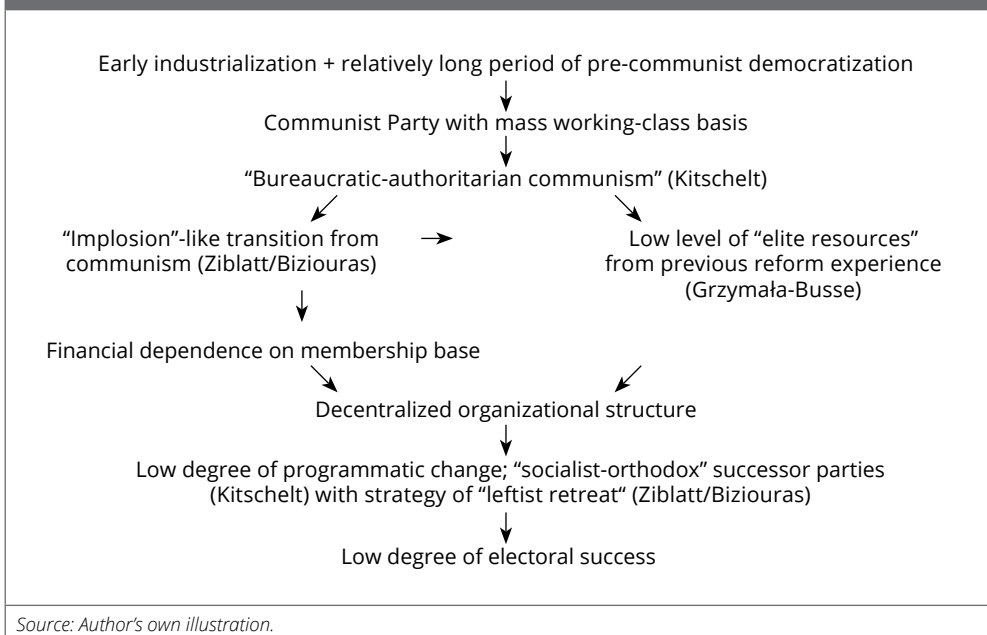 Early industrialization + relatively long period of pre-communist democratization
Communist Party with mass working-class basis
“Bureaucratic-authoritarian communism” (Kitschelt)
“Implosion”-like transition from
communism (Ziblatt/Biziouras)
Low level of “elite resources”
from previous reform experience
(Grzymała-Busse)
Financial dependence on membership base
Decentralized organizational structure
Low degree of programmatic change; “socialist-orthodox” successor parties
(Kitschelt) with strategy of “leftist retreat“ (Ziblatt/Biziouras)
Low degree of electoral success
Source: Author’s own illustration.